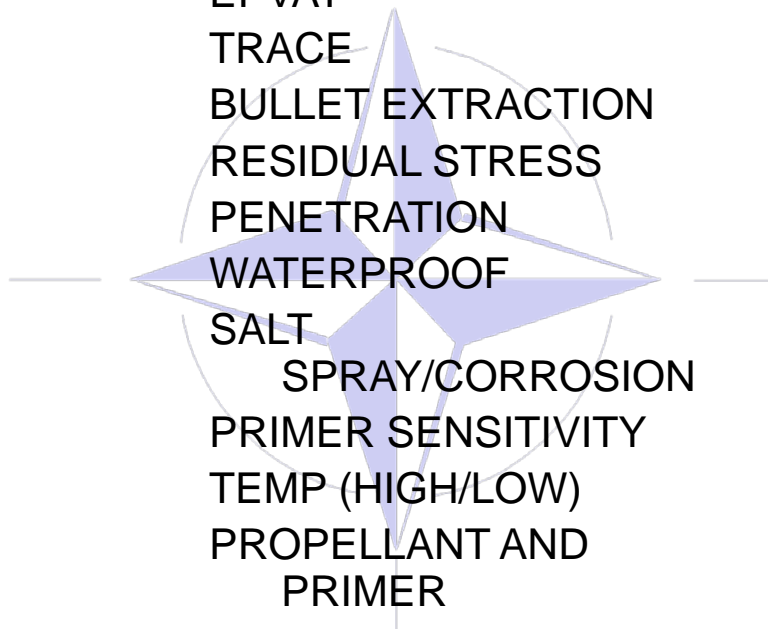 TRACE
BULLET EXTRACTION
RESIDUAL STRESS
PENETRATION
WATERPROOF
SALT
SPRAY/CORROSION
PRIMER SENSITIVITY
TEMP (HIGH/LOW)
PROPELLANT AND
PRIMER